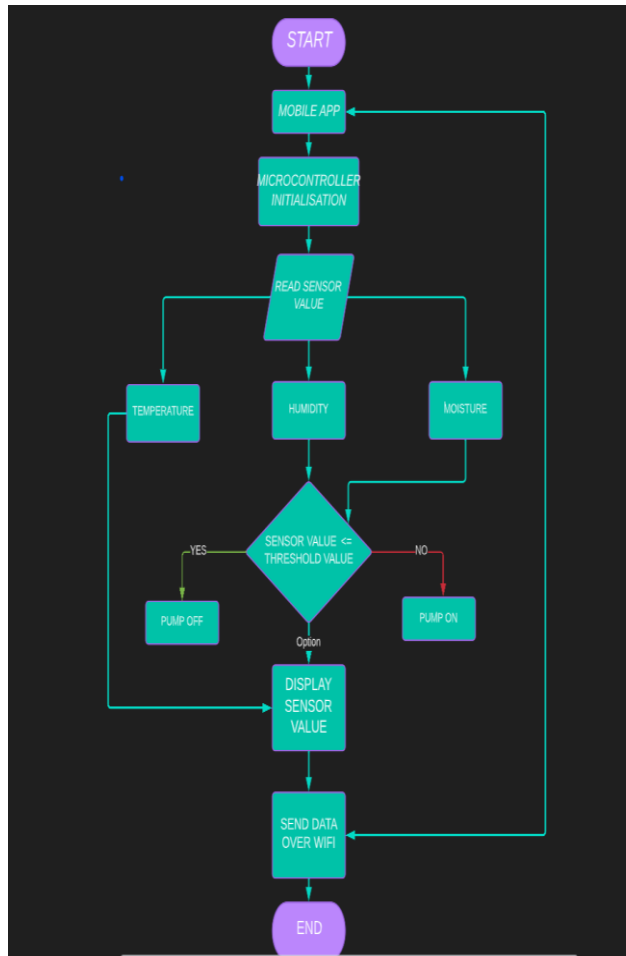 START
MOBILE APP
MICROCONTROLLER
INITIALISATION
READ SENSOR
VALUE
TEMPERATURE
HUMIDITY
MOISTURE
SENSOR VALUE <=
THRESHOLD VALUE
YES
NO
PUMP OFF
PUMP ON
Option
DISPLAY
SENSOR
VALUE
SEND DATA
OVER WIFI
END